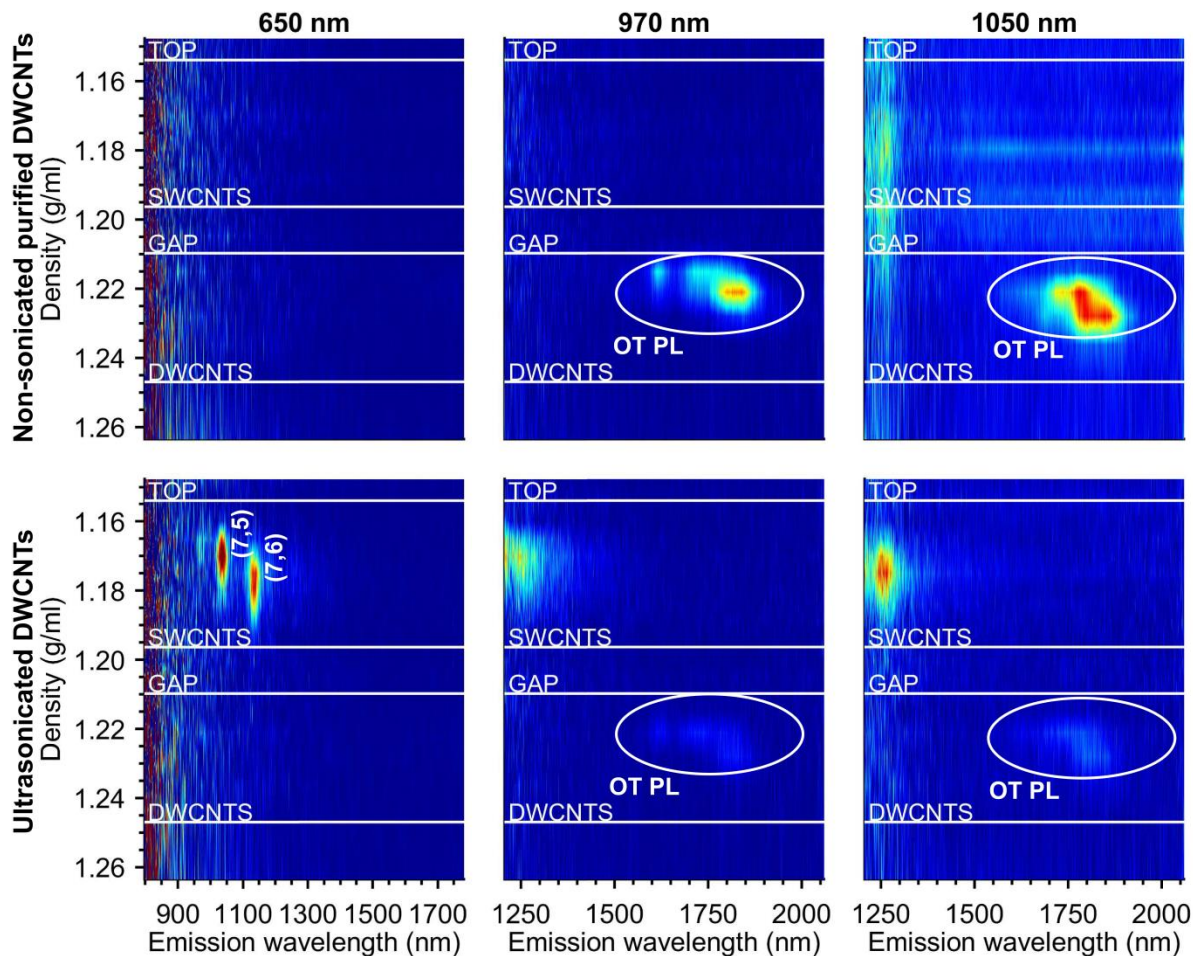 650 nm
970 nm
1050 nm
Non-sonicated purified DWCNTs
Density (g/ml)
1.16
1.18
1.20
1.22
1.24
1.26
TOP
SWCNTS
GAP
DWCNTS
TOP
SWCNTS
GAP
OT PL
DWCNTS
TOP
SWCNTS
GAP
OT PL
DWCNTS
Ultrasonicated DWCNTs
Density (g/ml)
1.16
1.18
1.20
1.22
1.24
1.26
TOP
(7,5)
(7,6)
SWCNTS
GAP
DWCNTS
TOP
SWCNTS
GAP
OT PL
DWCNTS
TOP
SWCNTS
GAP
OT PL
DWCNTS
900 1100 1300 1500 1700
Emission wavelength (nm)
1250 1500 1750 2000
Emission wavelength (nm)
1250 1500 1750 2000
Emission wavelength (nm)